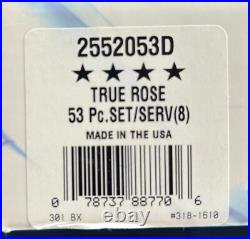 2552053D
★★★★
TRUE ROSE
53 Pc.SET/SERV(8)
MADE IN THE USA
0 78737 88770 6
301 BX #318-1610